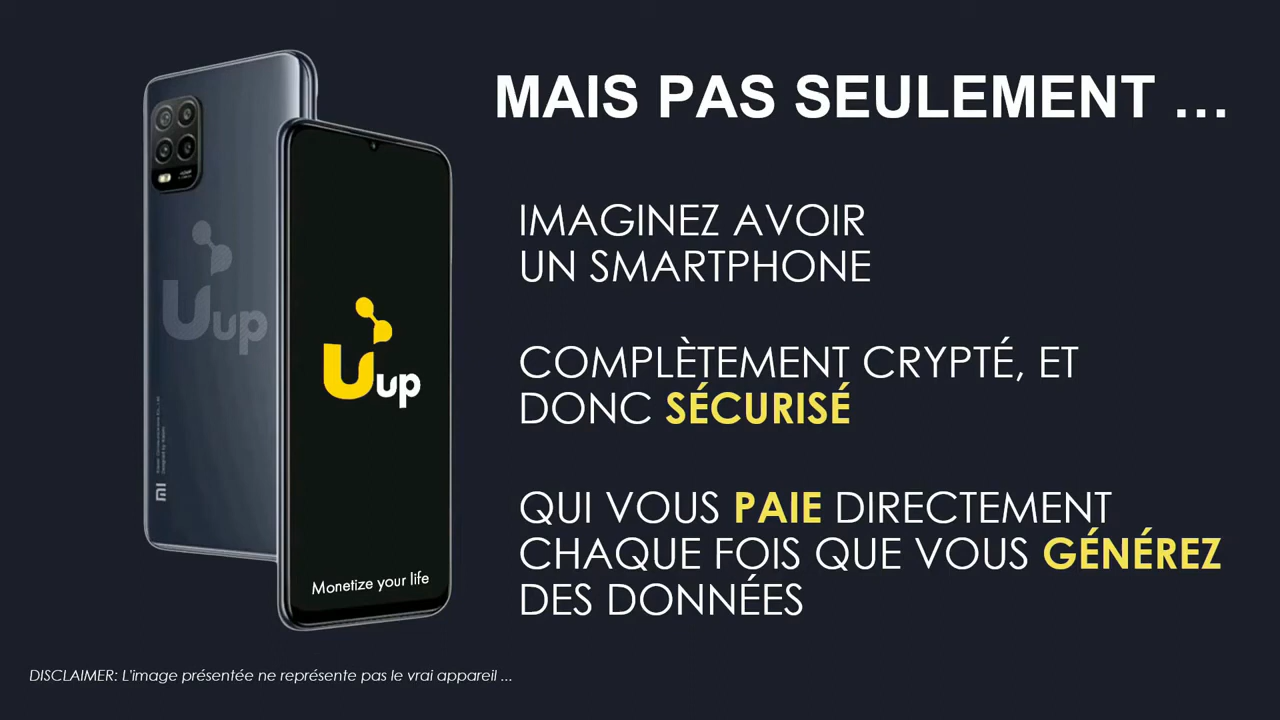 MAIS PAS SEULEMENT ...
IMAGINEZ AVOIR
UN SMARTPHONE
COMPLÈTEMENT CRYPTÉ, ET
DONC SÉCURISÉ
QUI VOUS PAIE DIRECTEMENT
CHAQUE FOIS QUE VOUS GÉNÉREZ
DES DONNÉES
Uup
Uup
Monetize your life
DISCLAIMER: L'image présentée ne représente pas le vrai appareil ...